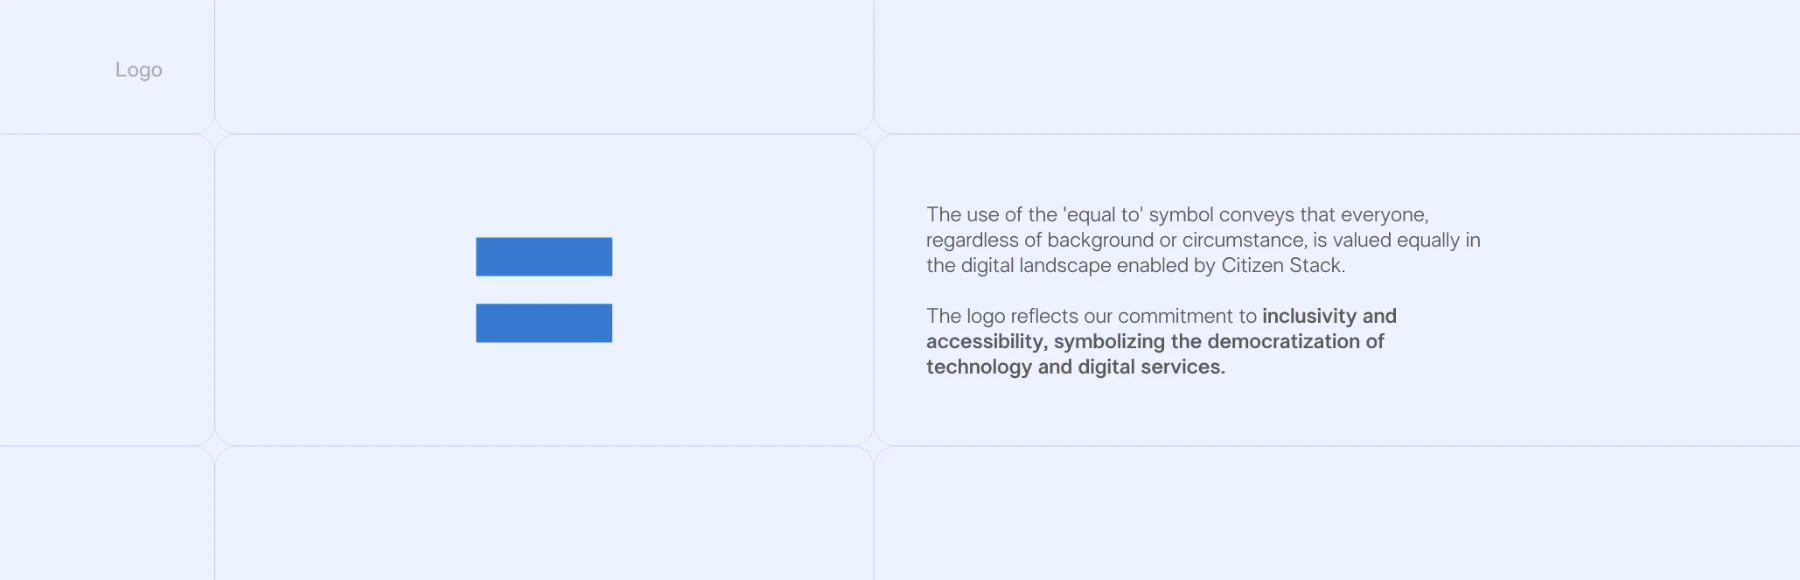 Logo
The use of the 'equal to' symbol conveys that everyone,
regardless of background or circumstance, is valued equally in
the digital landscape enabled by Citizen Stack.
The logo reflects our commitment to inclusivity and
accessibility, symbolizing the democratization of
technology and digital services.